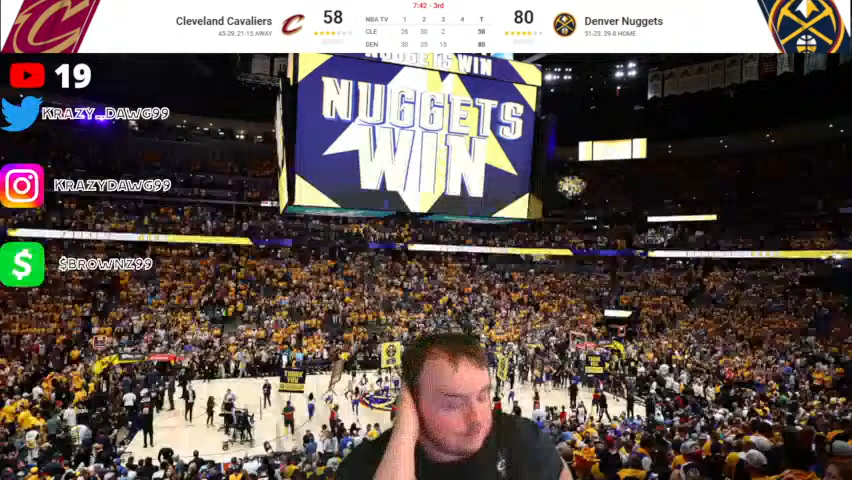 7:42 - 3rd
Cleveland Cavaliers
45-29, 21-15 AWAY
58
NBA TV 1 2 3 4 T
CLE 26 30 2 58
DEN 30 35 15 80
80
Denver Nuggets
51-23, 29-8 HOME
19
KRAZY_DAWG99
KRAZYDAWG99
$BROWNZ99
NUGGETS WIN
NUGGETS
WIN